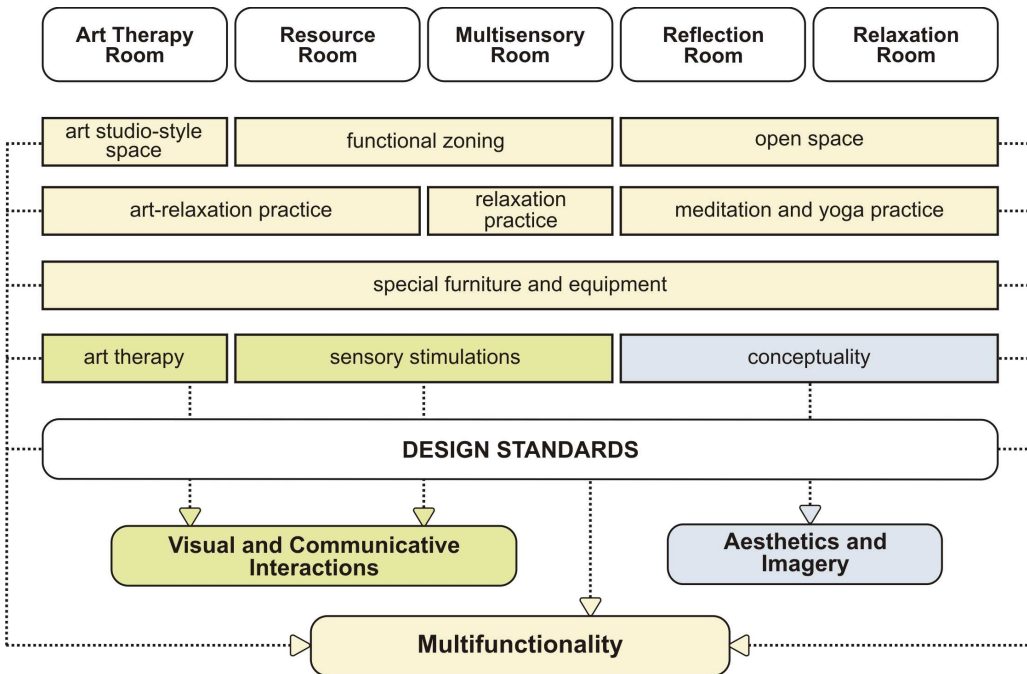 Art Therapy
Room
Resource
Room
Multisensory
Room
Reflection
Room
Relaxation
Room
art studio-style
space
functional zoning
open space
art-relaxation practice
relaxation
practice
meditation and yoga practice
special furniture and equipment
art therapy
sensory stimulations
conceptuality
DESIGN STANDARDS
Visual and Communicative
Interactions
Aesthetics and
Imagery
Multifunctionality